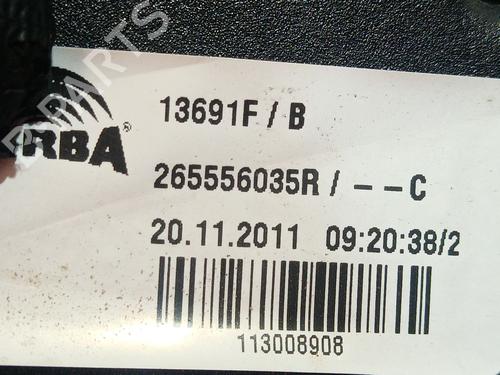 13691F / B
RBA®
265556035R / – – C
20.11.2011 09:20:38/2
113008908